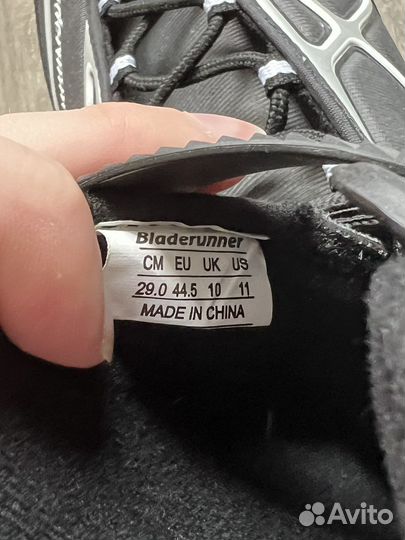 Bladerunner
CM EU UK US
29.0 44.5 10 11
MADE IN CHINA
Avito